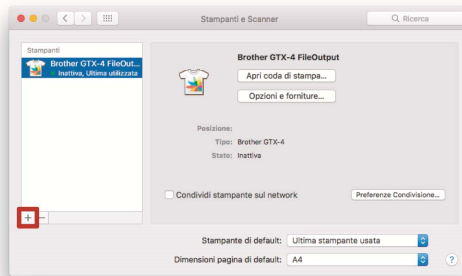 Stampanti e Scanner
Ricerca
Stampanti
Brother GTX-4 FileOut...
Inattiva, Ultima utilizzata
Brother GTX-4 FileOutput
Apri coda di stampa...
Opzioni e forniture...
Posizione:
Tipo: Brother GTX-4
Stato: Inattiva
Condividi stampante sul network
Preferenze Condivisione...
+ −
Stampante di default: Ultima stampante usata
Dimensioni pagina di default: A4
?